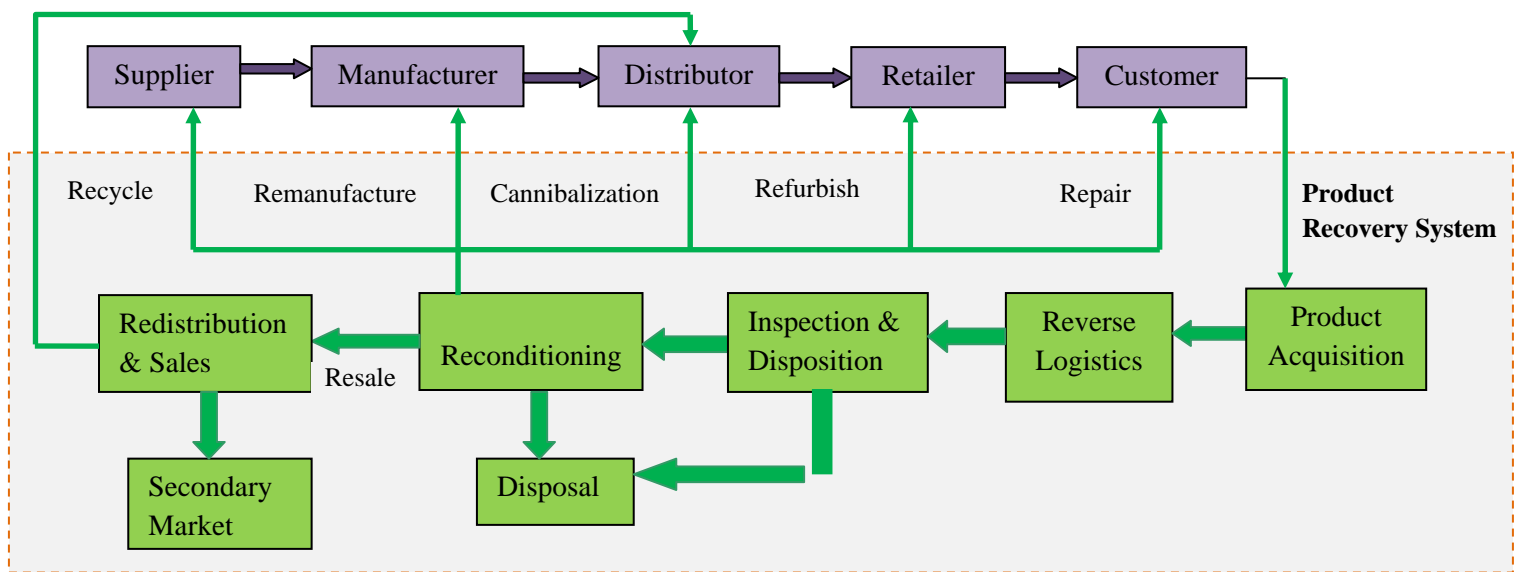 Supplier
Manufacturer
Distributor
Retailer
Customer
Recycle
Remanufacture
Cannibalization
Refurbish
Repair
Product
Recovery System
Redistribution
& Sales
Resale
Reconditioning
Inspection &
Disposition
Reverse
Logistics
Product
Acquisition
Secondary
Market
Disposal